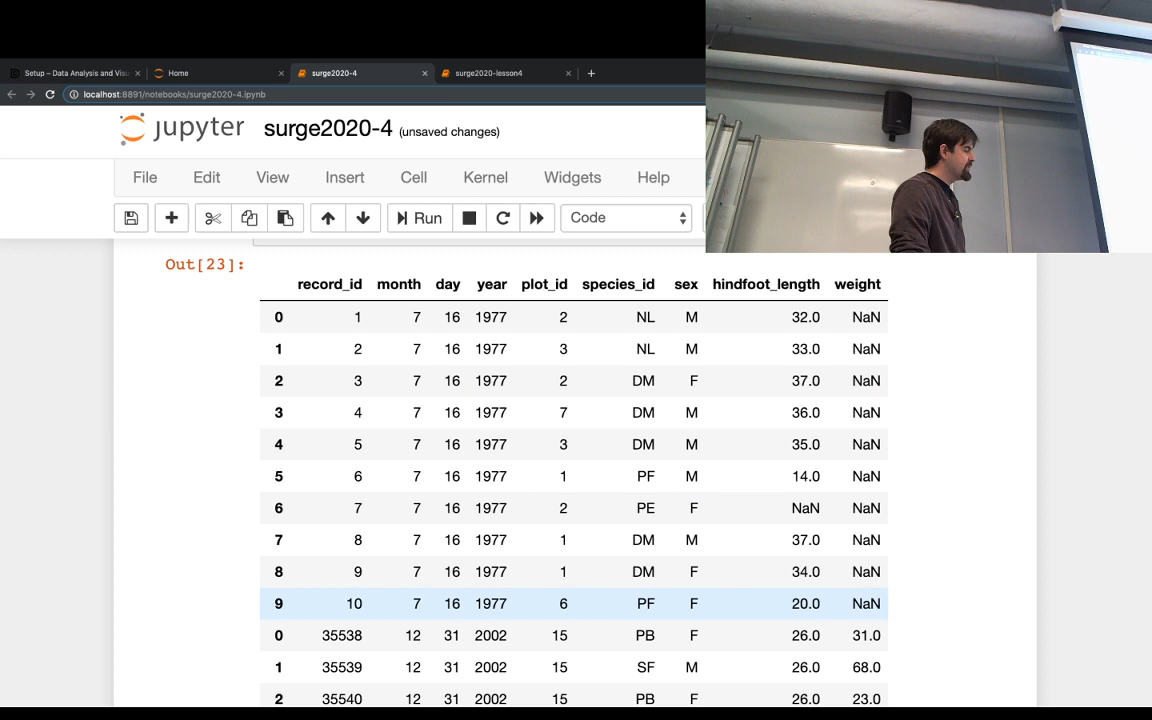 Setup – Data Analysis and Visu
Home
surge2020-4
surge2020-lesson4
localhost:8891/notebooks/surge2020-4.ipynb
jupyter surge2020-4 (unsaved changes)
File Edit View Insert Cell Kernel Widgets Help
Run Code
Out[23]:
record_id month day year plot_id species_id sex hindfoot_length weight
0 1 7 16 1977 2 NL M 32.0 NaN
1 2 7 16 1977 3 NL M 33.0 NaN
2 3 7 16 1977 2 DM F 37.0 NaN
3 4 7 16 1977 7 DM M 36.0 NaN
4 5 7 16 1977 3 DM M 35.0 NaN
5 6 7 16 1977 1 PF M 14.0 NaN
6 7 7 16 1977 2 PE F NaN NaN
7 8 7 16 1977 1 DM M 37.0 NaN
8 9 7 16 1977 1 DM F 34.0 NaN
9 10 7 16 1977 6 PF F 20.0 NaN
0 35538 12 31 2002 15 PB F 26.0 31.0
1 35539 12 31 2002 15 SF M 26.0 68.0
2 35540 12 31 2002 15 PB F 26.0 23.0